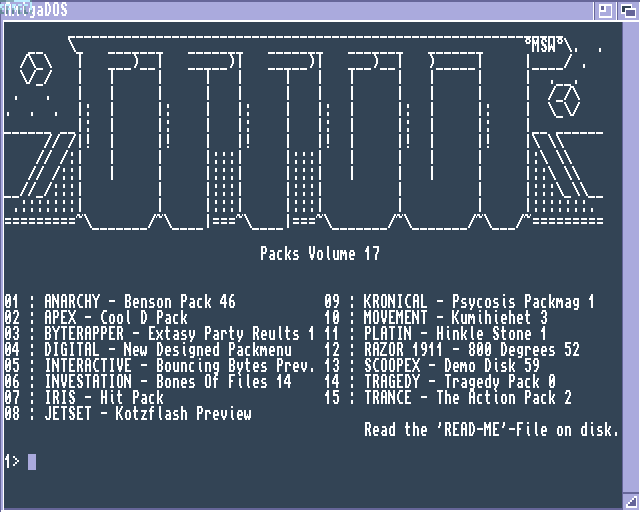 AmigaDOS
°MSW°
Packs Volume 17
01 : ANARCHY - Benson Pack 46
02 : APEX - Cool D Pack
03 : BYTERAPPER - Extasy Party Reults 1
04 : DIGITAL - New Designed Packmenu
05 : INTERACTIVE - Bouncing Bytes Prev.
06 : INVESTATION - Bones Of Files 14
07 : IRIS - Hit Pack
08 : JETSET - Kotzflash Preview
09 : KRONICAL - Psycosis Packmag 1
10 : MOVEMENT - Kumihiehet 3
11 : PLATIN - Hinkle Stone 1
12 : RAZOR 1911 - 800 Degrees 52
13 : SCOOPEX - Demo Disk 59
14 : TRAGEDY - Tragedy Pack 0
15 : TRANCE - The Action Pack 2
Read the 'READ-ME'-File on disk.
1>